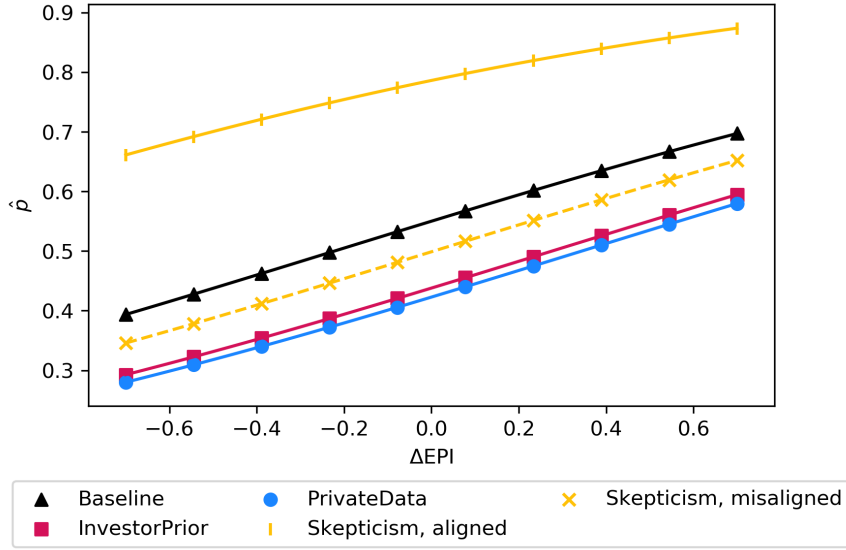 0.9
0.8
0.7
0.6
0.5
0.4
0.3
p̂
−0.6 −0.4 −0.2 0.0 0.2 0.4 0.6
ΔEPI
Baseline PrivateData Skepticism, misaligned
InvestorPrior Skepticism, aligned